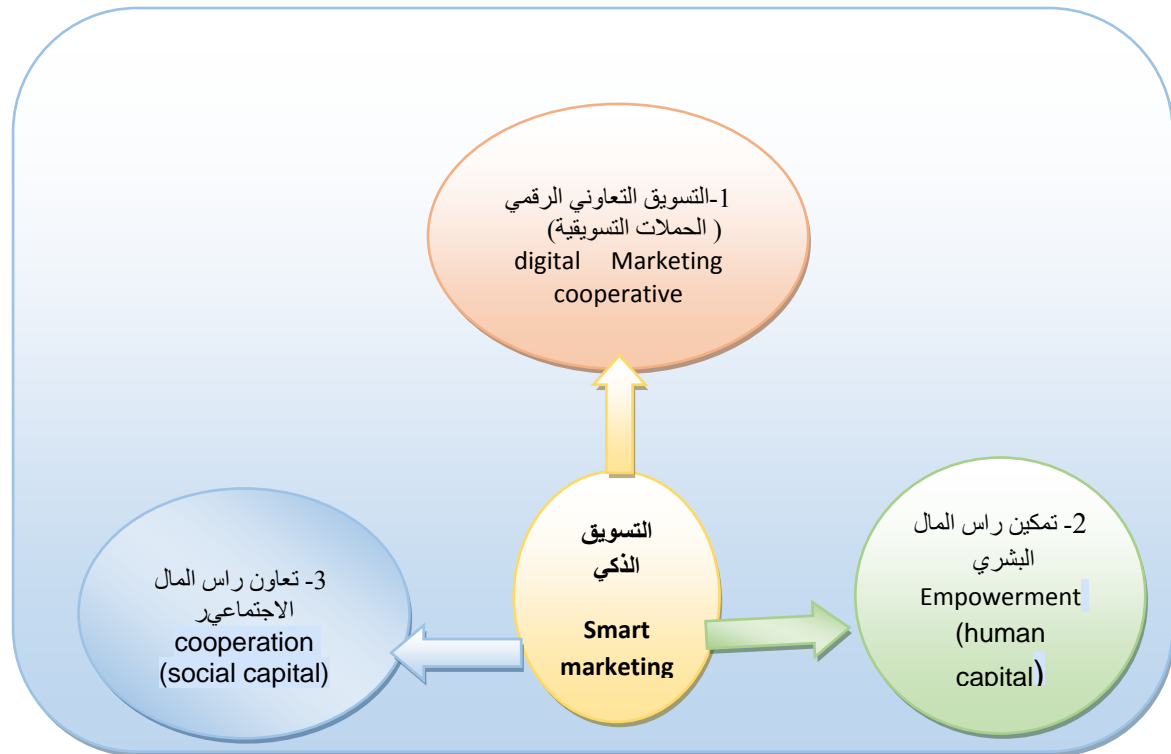 1-التسويق التعاوني الرقمي
( الحملات التسويقية)
digital Marketing
cooperative
التسويق
الذكي
Smart
marketing
2- تمكين راس المال
البشري
Empowerment
(human
capital)
3- تعاون راس المال
الاجتماعير
cooperation
(social capital)